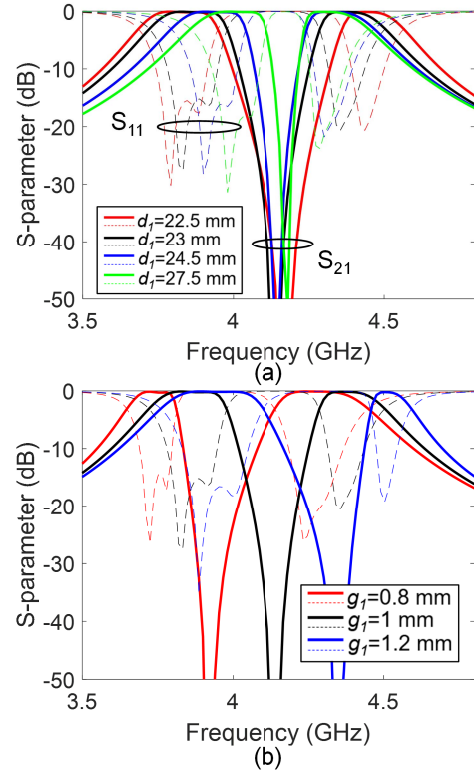 0
-10
-20
-30
-40
-50
S-parameter (dB)
S11
S21
d1=22.5 mm
d1=23 mm
d1=24.5 mm
d1=27.5 mm
3.5
4
4.5
Frequency (GHz)
(a)
0
-10
-20
-30
-40
-50
S-parameter (dB)
g1=0.8 mm
g1=1 mm
g1=1.2 mm
3.5
4
4.5
Frequency (GHz)
(b)